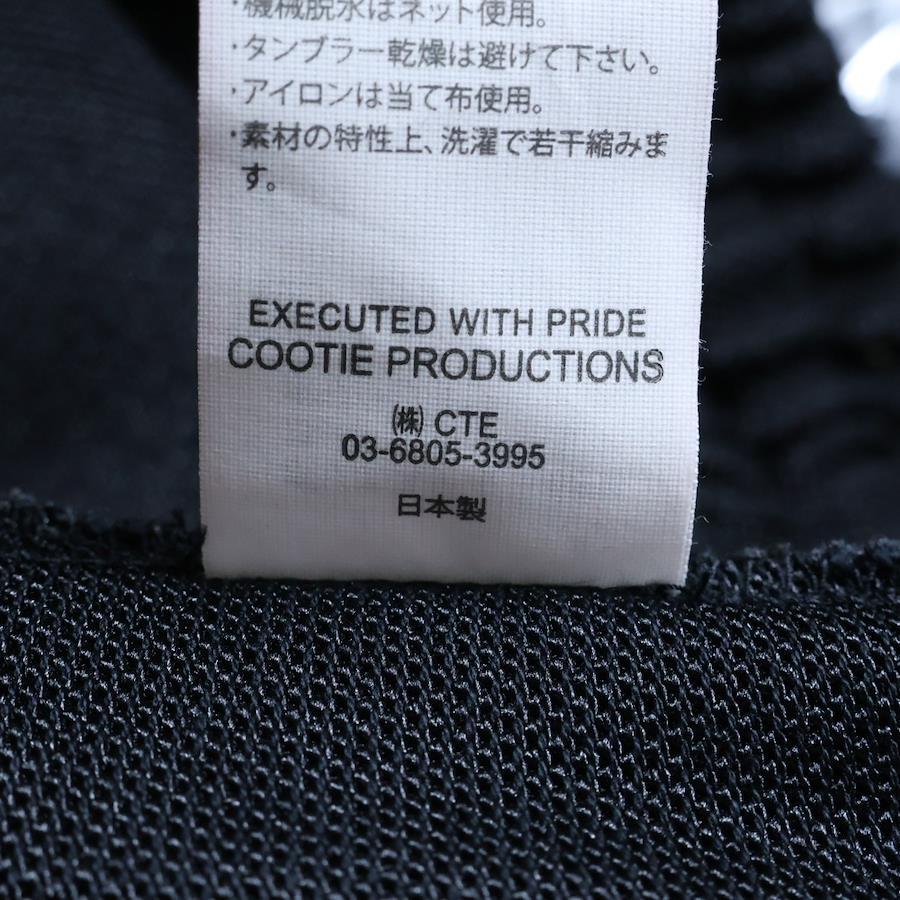 ・機械脱水はネット使用。
・タンブラー乾燥は避けて下さい。
・アイロンは当て布使用。
・素材の特性上、洗濯で若干縮みま
す。
EXECUTED WITH PRIDE
COOTIE PRODUCTIONS
㈱ CTE
03-6805-3995
日本製